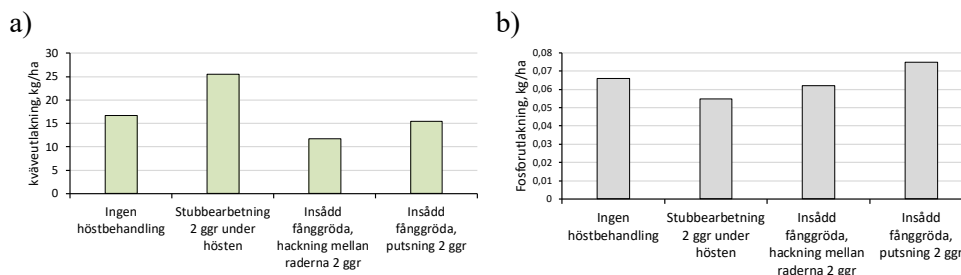 a)
kväveutlakning, kg/ha
30
25
20
15
10
5
0
Ingen
höstbehandling
Stubbearbetning
2 ggr under
hösten
Insådd
fånggröda,
hackning mellan
raderna 2 ggr
Insådd
fånggröda,
putsning 2 ggr
b)
Fosforutlakning, kg/ha
0,08
0,07
0,06
0,05
0,04
0,03
0,02
0,01
0
Ingen
höstbehandling
Stubbearbetning
2 ggr under
hösten
Insådd
fånggröda,
hackning mellan
raderna 2 ggr
Insådd
fånggröda,
putsning 2 ggr